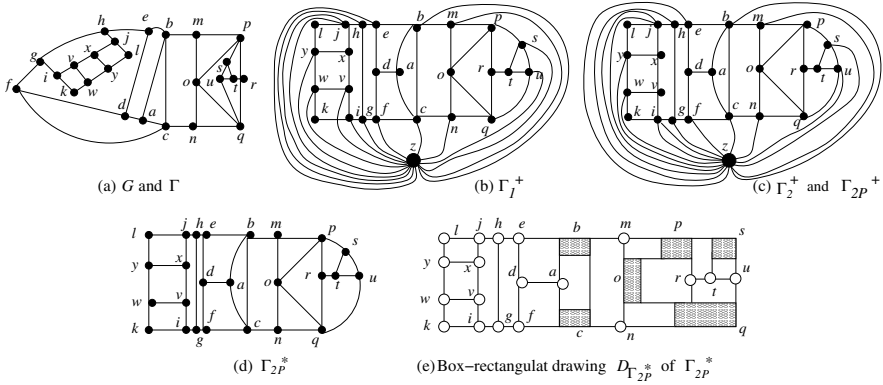 h e b m p
g j
x l
i v y
f k w o u s t r
d a
c n q
(a) G and Γ
l j h e b m p
s
y x
d a o r t u
w v
k i g f c n q
z
(b) Γ1+
l j h e b m p
s
y x
d a o r t u
w v
k i g f c n q
z
(c) Γ2+ and Γ2P+
l j h e b m p
s
y x
d a o r t u
w v
k i g f c n q
(d) Γ2P*
l j h e b m p s
y x
d a o r t u
w v
k i g f c n q
(e) Box−rectangulat drawing DΓ2P* of Γ2P*